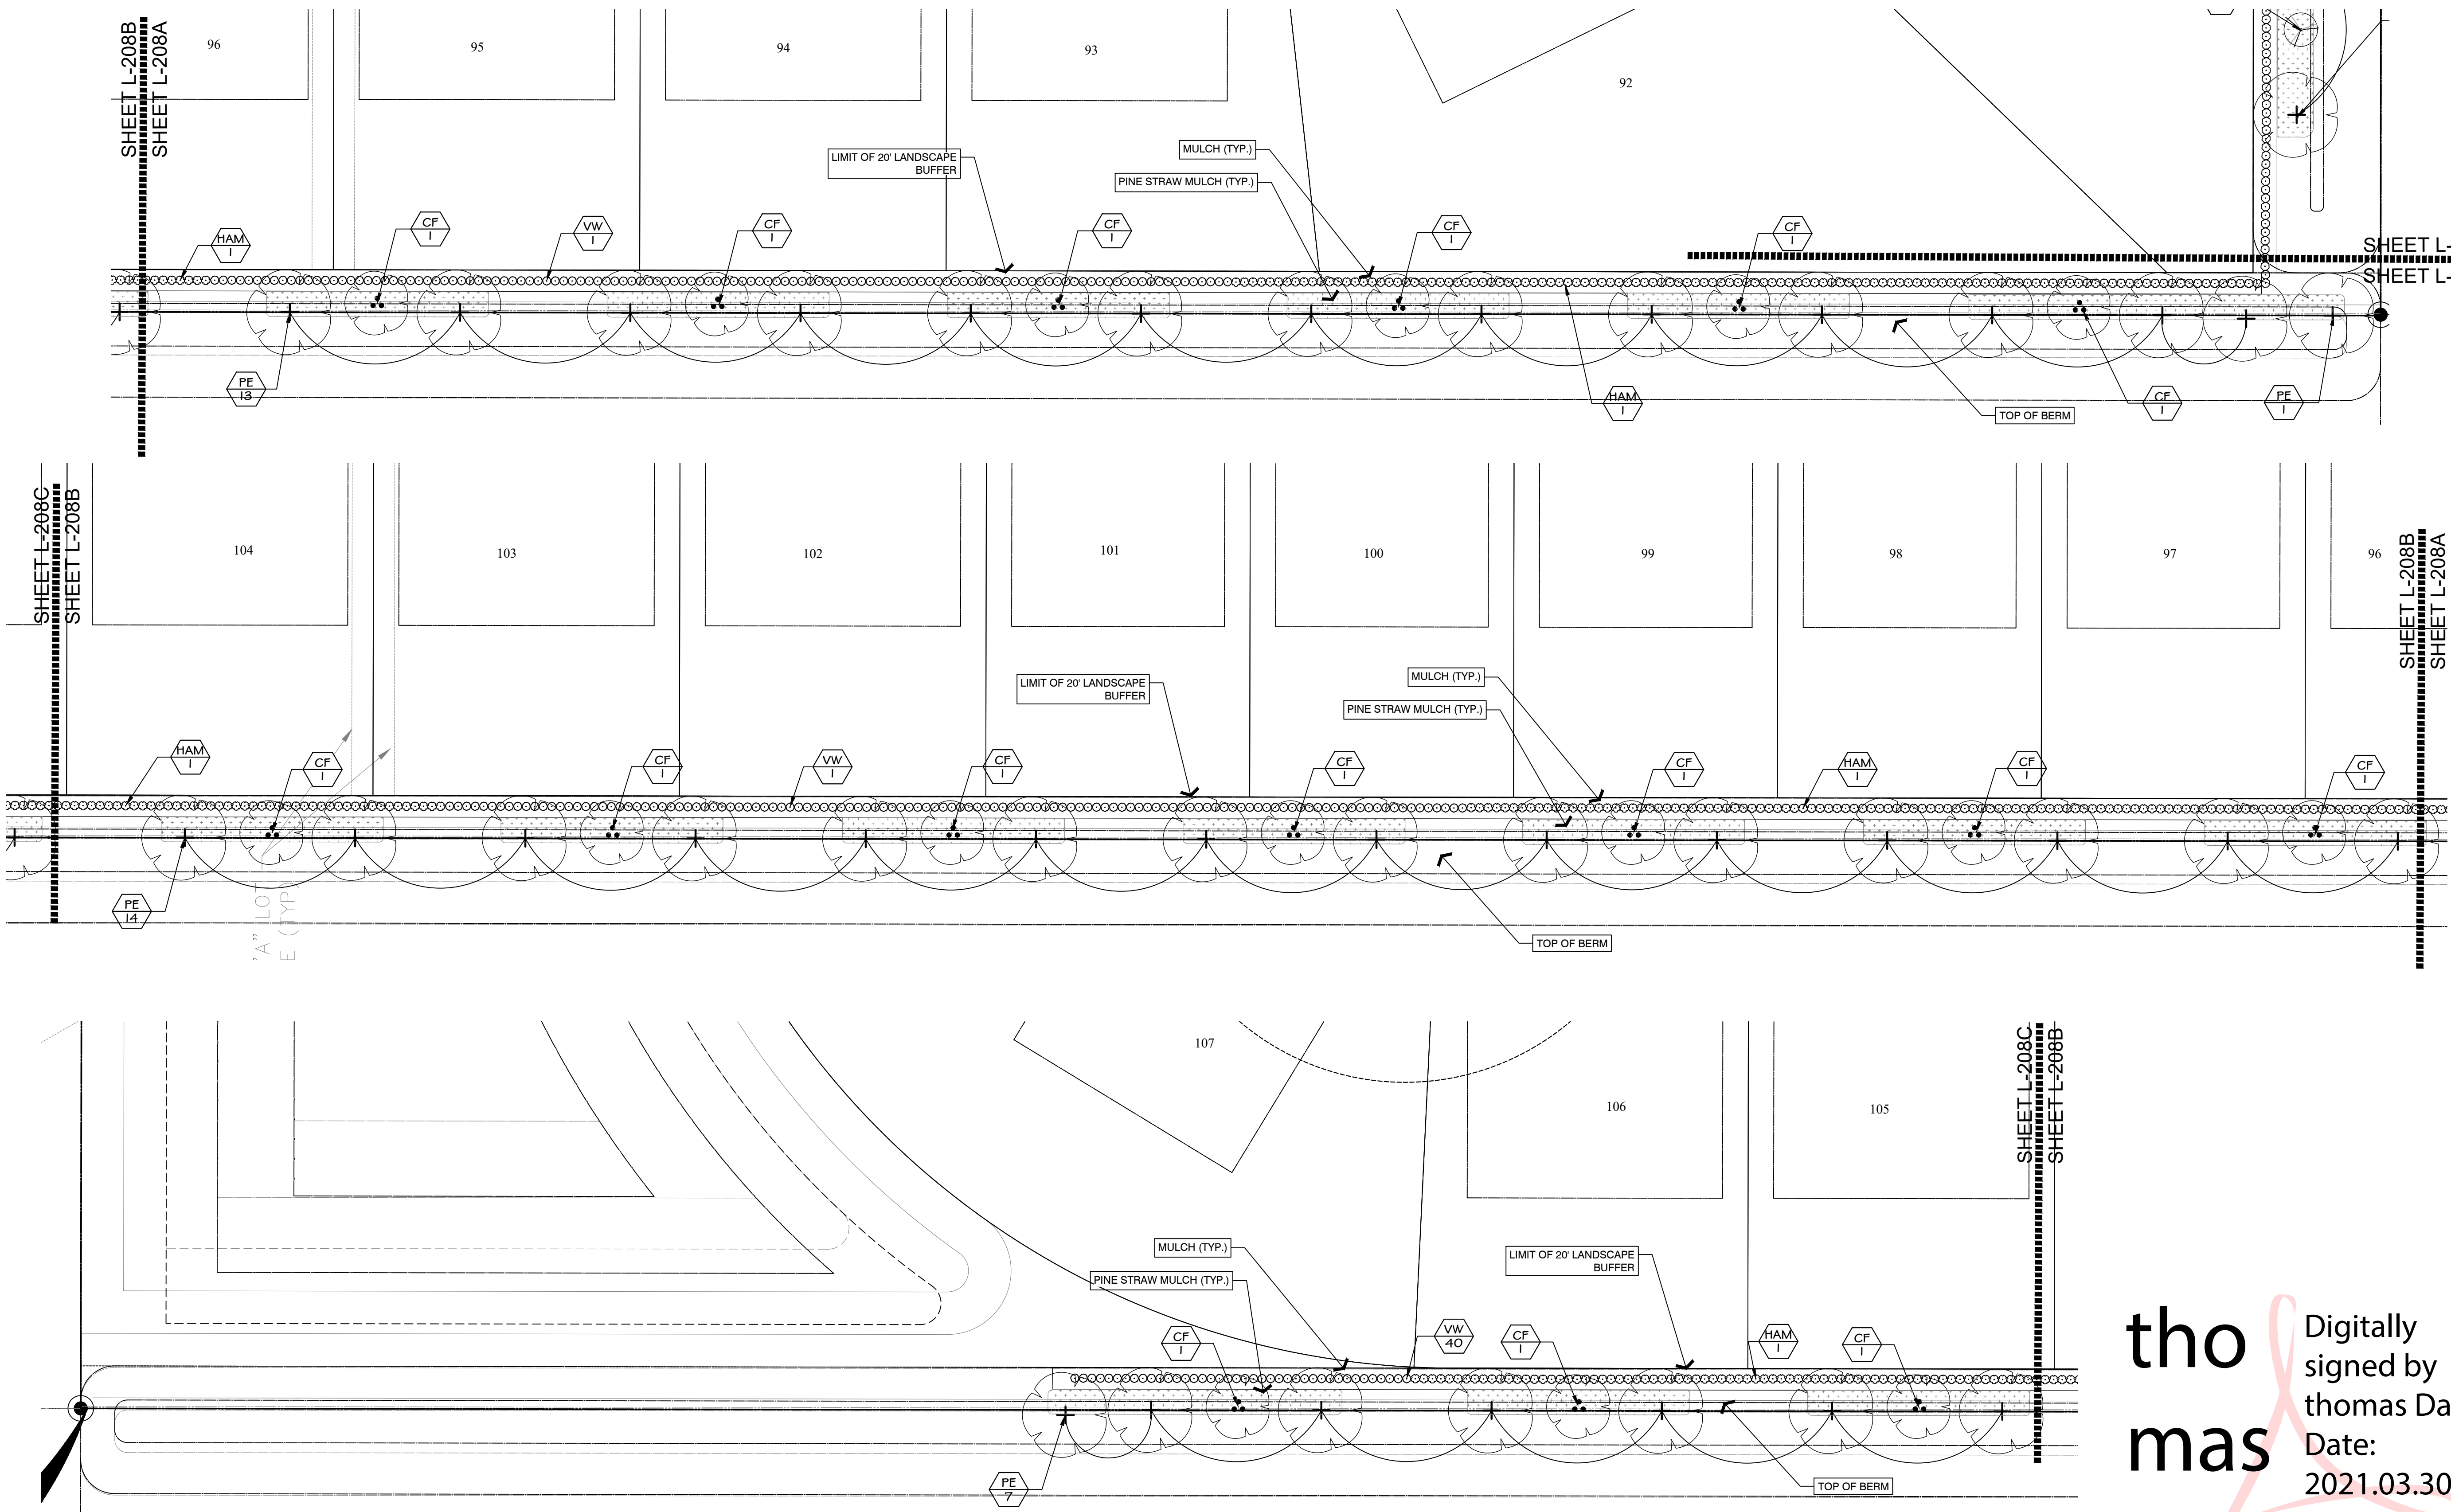 SHEET L-208B
SHEET L-208A
96
95
94
93
92
LIMIT OF 20' LANDSCAPE
BUFFER
MULCH (TYP.)
PINE STRAW MULCH (TYP.)
HAM
1
CF
1
VW
1
CF
1
CF
1
CF
1
CF
1
SHEET L-
SHEET L-
PE
13
HAM
1
TOP OF BERM
CF
1
PE
1
SHEET L-208C
SHEET L-208B
104
103
102
101
100
99
98
97
96
SHEET L-208B
SHEET L-208A
LIMIT OF 20' LANDSCAPE
BUFFER
MULCH (TYP.)
PINE STRAW MULCH (TYP.)
HAM
1
CF
1
CF
1
VW
1
CF
1
CF
1
CF
1
HAM
1
CF
1
CF
1
PE
14
"A" LO
E (TYP
TOP OF BERM
107
106
105
SHEET L-208C
SHEET L-208B
MULCH (TYP.)
PINE STRAW MULCH (TYP.)
LIMIT OF 20' LANDSCAPE
BUFFER
CF
1
VW
40
CF
1
HAM
1
CF
1
PE
7
TOP OF BERM
tho
mas
Digitally
signed by
thomas Da
Date:
2021.03.30